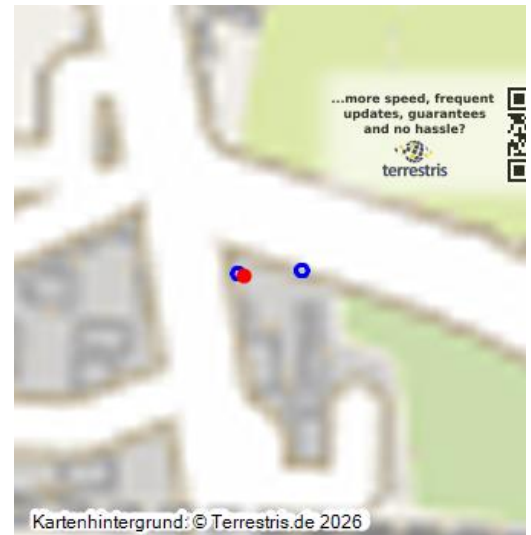 ...more speed, frequent
updates, guarantees
and no hassle?
terrestris
Kartenhintergrund: © Terrestris.de 2026